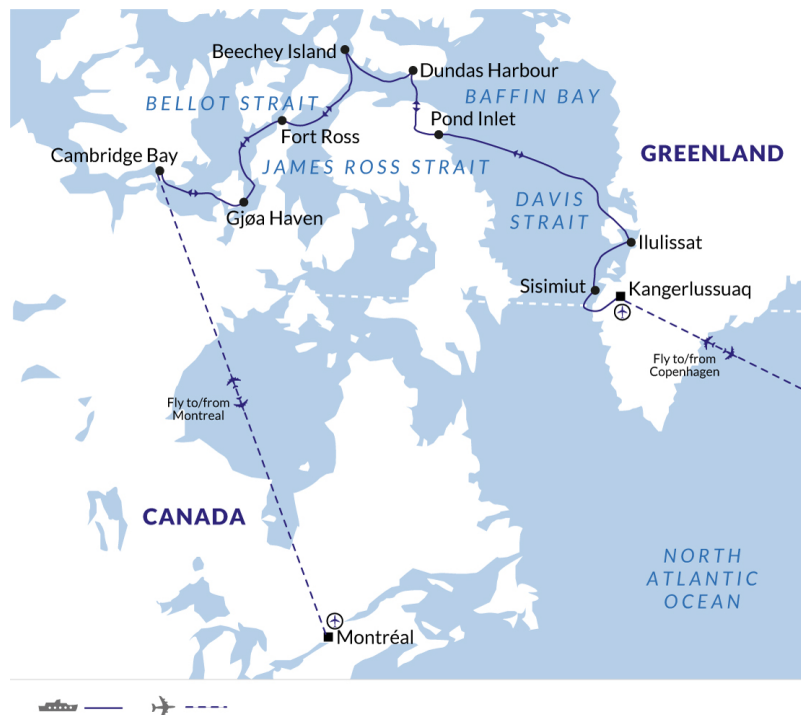 Beechey Island
Dundas Harbour
BELLOT STRAIT
BAFFIN BAY
Pond Inlet
Fort Ross
Cambridge Bay
GREENLAND
JAMES ROSS STRAIT
DAVIS
STRAIT
Gjøa Haven
Ilulissat
Sisimiut
Kangerlussuaq
Fly to/from
Copenhagen
Fly to/from
Montreal
CANADA
NORTH
ATLANTIC
OCEAN
Montréal